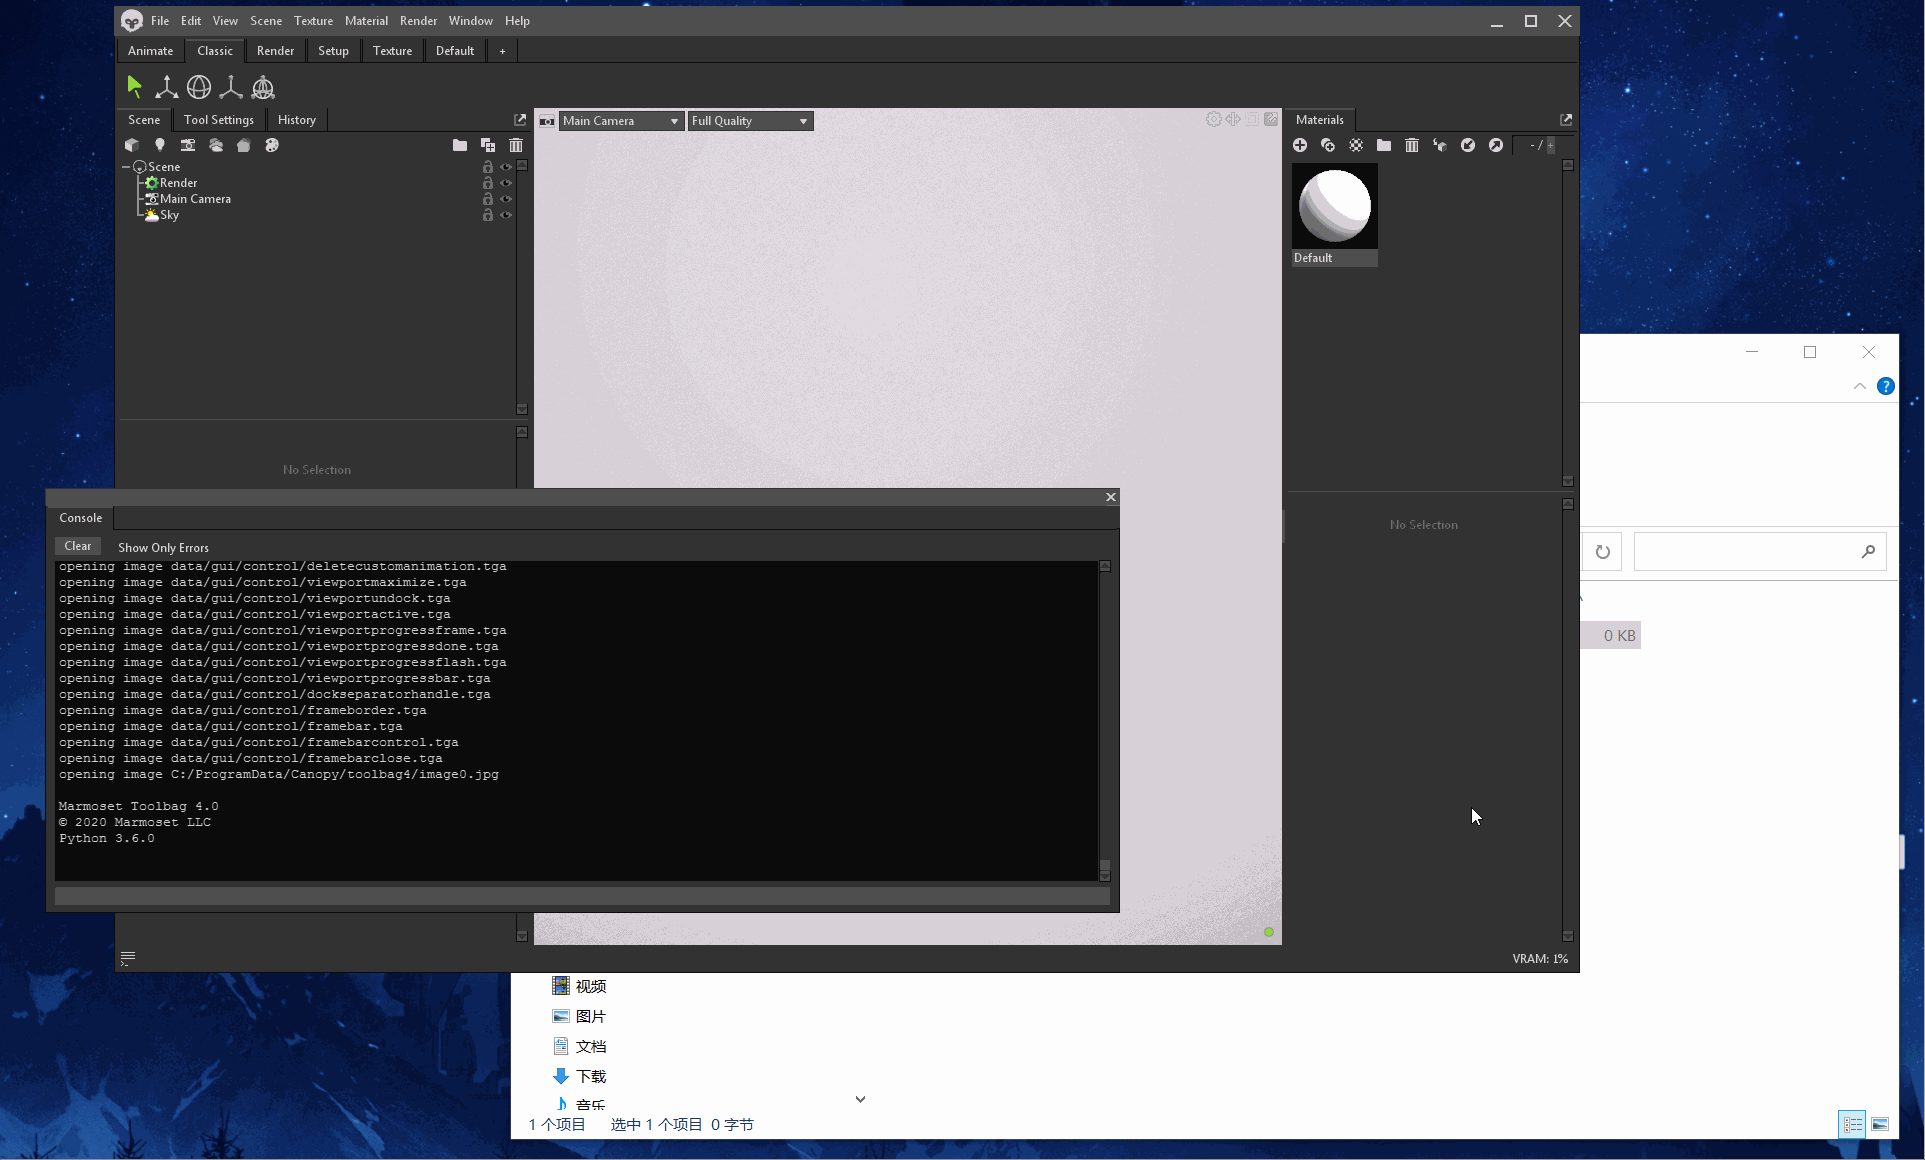 File Edit View Scene Texture Material Render Window Help
Animate Classic Render Setup Texture Default +
Scene Tool Settings History
Main Camera Full Quality
Materials
- / +
Scene
Render
Main Camera
Sky
Default
No Selection
No Selection
Console
Clear Show Only Errors
opening image data/gui/control/deletecustomanimation.tga
opening image data/gui/control/viewportmaximize.tga
opening image data/gui/control/viewportundock.tga
opening image data/gui/control/viewportactive.tga
opening image data/gui/control/viewportprogressframe.tga
opening image data/gui/control/viewportprogressdone.tga
opening image data/gui/control/viewportprogressflash.tga
opening image data/gui/control/viewportprogressbar.tga
opening image data/gui/control/dockseparatorhandle.tga
opening image data/gui/control/frameborder.tga
opening image data/gui/control/framebar.tga
opening image data/gui/control/framebarcontrol.tga
opening image data/gui/control/framebarclose.tga
opening image C:/ProgramData/Canopy/toolbag4/image0.jpg
Marmoset Toolbag 4.0
© 2020 Marmoset LLC
Python 3.6.0
VRAM: 1%
0 KB
视频
图片
文档
下载
音乐
1 个项目 选中 1 个项目 0 字节